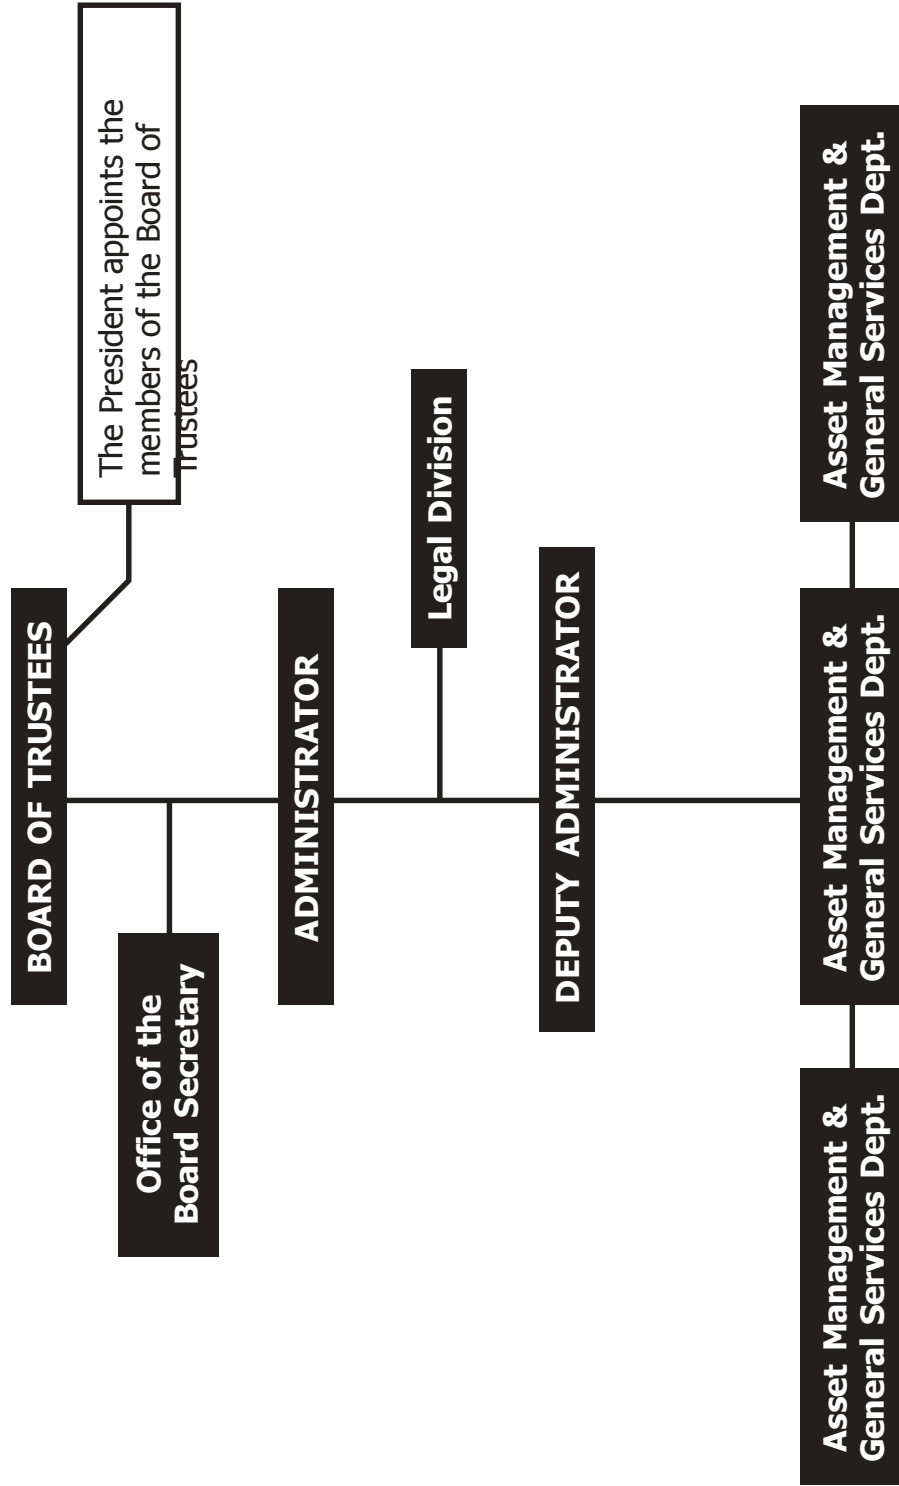 BOARD OF TRUSTEES
The President appoints the
members of the Board of
Trustees
Office of the
Board Secretary
ADMINISTRATOR
Legal Division
DEPUTY ADMINISTRATOR
Asset Management &
General Services Dept.
Asset Management &
General Services Dept.
Asset Management &
General Services Dept.